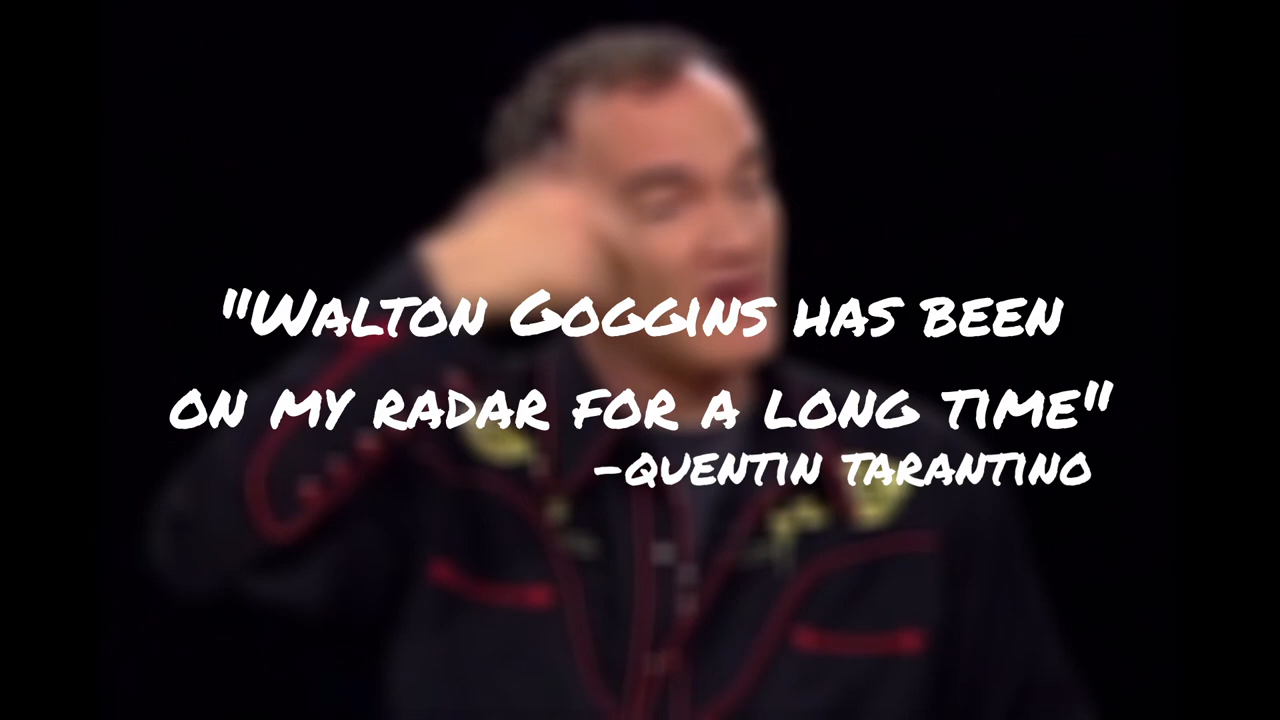 "Walton Goggins has been
on my radar for a long time"
-Quentin Tarantino